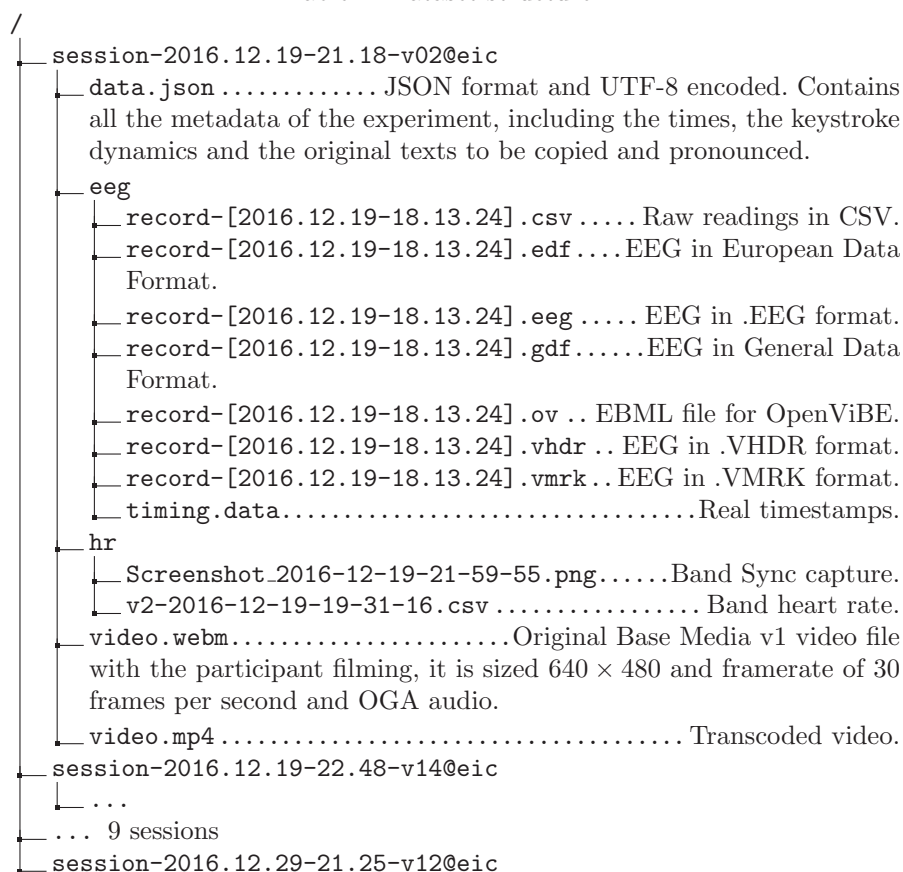 /
session-2016.12.19-21.18-v02@eic
data.json ............. JSON format and UTF-8 encoded. Contains
all the metadata of the experiment, including the times, the keystroke
dynamics and the original texts to be copied and pronounced.
eeg
record-[2016.12.19-18.13.24].csv ..... Raw readings in CSV.
record-[2016.12.19-18.13.24].edf....EEG in European Data
Format.
record-[2016.12.19-18.13.24].eeg ..... EEG in .EEG format.
record-[2016.12.19-18.13.24].gdf......EEG in General Data
Format.
record-[2016.12.19-18.13.24].ov .. EBML file for OpenViBE.
record-[2016.12.19-18.13.24].vhdr .. EEG in .VHDR format.
record-[2016.12.19-18.13.24].vmrk..EEG in .VMRK format.
timing.data..................................Real timestamps.
hr
Screenshot_2016-12-19-21-59-55.png......Band Sync capture.
v2-2016-12-19-19-31-16.csv ................. Band heart rate.
video.webm.......................Original Base Media v1 video file
with the participant filming, it is sized 640 × 480 and framerate of 30
frames per second and OGA audio.
video.mp4 ...................................... Transcoded video.
session-2016.12.19-22.48-v14@eic
...
... 9 sessions
session-2016.12.29-21.25-v12@eic